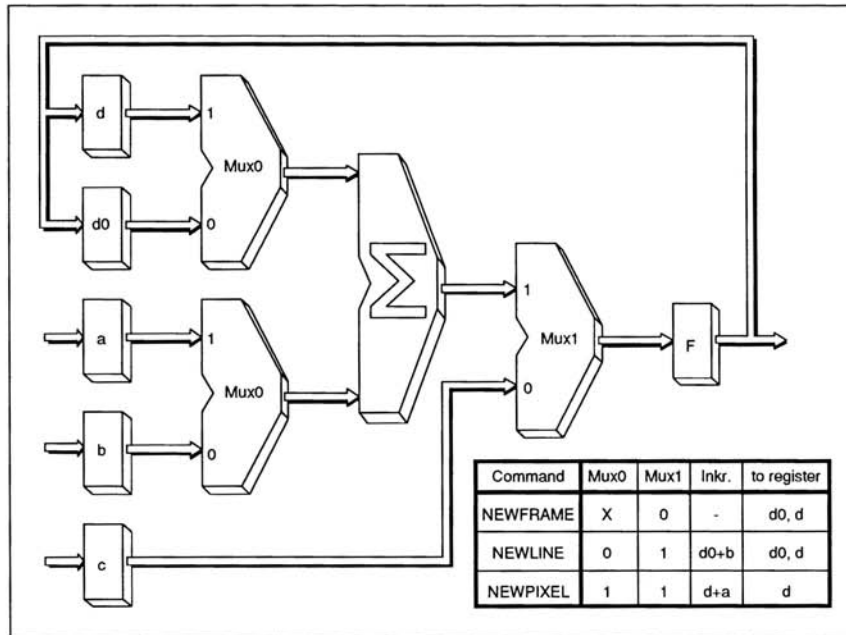 d
1
Mux0
d0
0
Σ
a
1
Mux0
b
0
1
Mux1
0
F
c
Command Mux0 Mux1 Inkr. to register
NEWFRAME X 0 - d0, d
NEWLINE 0 1 d0+b d0, d
NEWPIXEL 1 1 d+a d